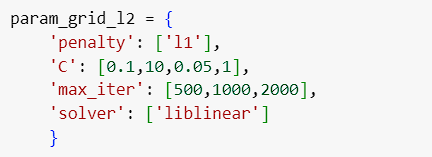 param_grid_l2 = {
    'penalty': ['l1'],
    'C': [0.1,10,0.05,1],
    'max_iter': [500,1000,2000],
    'solver': ['liblinear']
    }